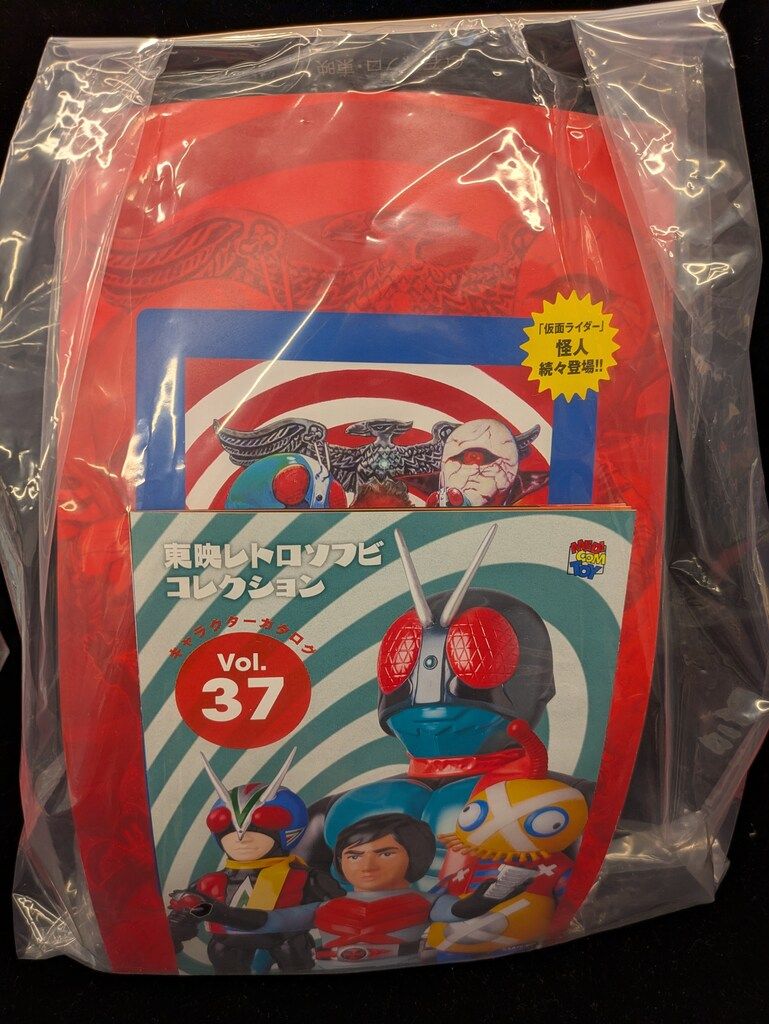 「仮面ライダー」
怪人
続々登場!!
東映レトロソフビ
コレクション
キャラクターカタログ
Vol.
37
MEDI
COM
TOY